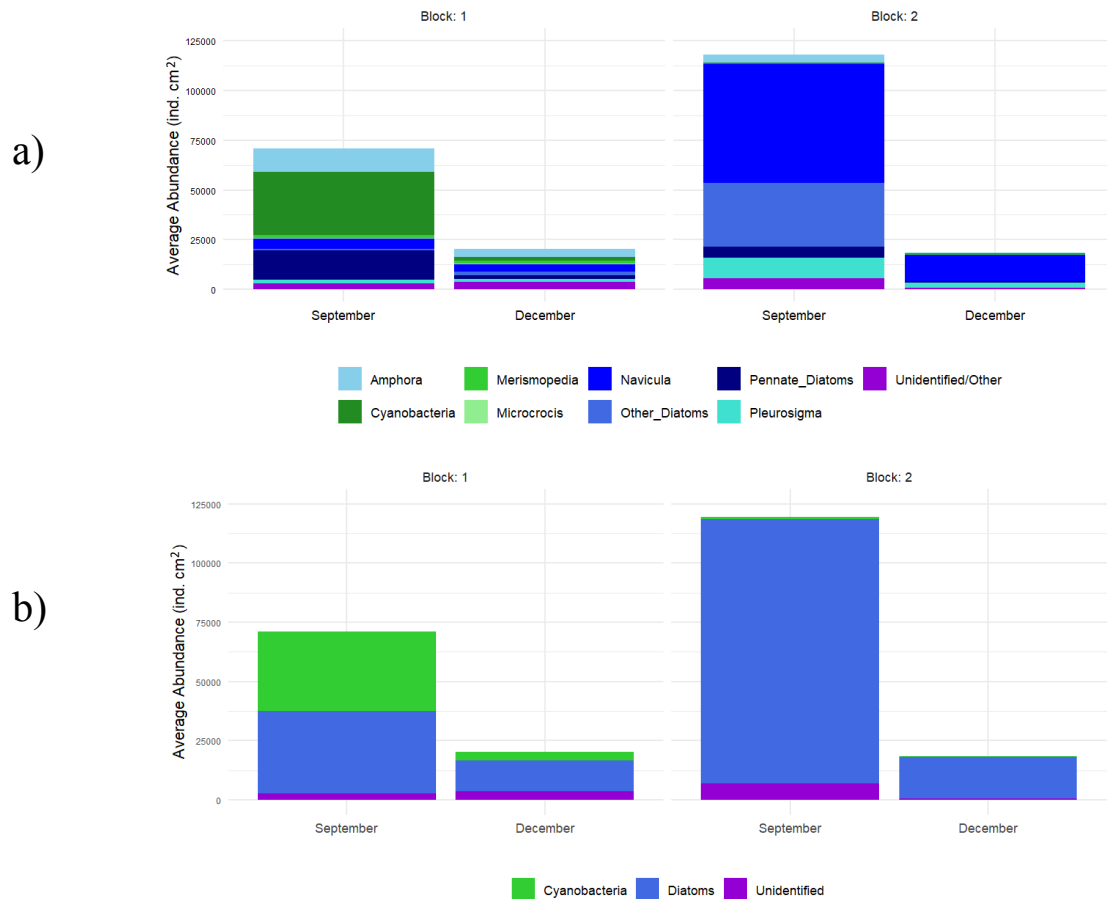 a)
Block: 1
Block: 2
Average Abundance (ind. cm²)
125000
100000
75000
50000
25000
0
September
December
September
December
Amphora
Merismopedia
Navicula
Pennate_Diatoms
Unidentified/Other
Cyanobacteria
Microcrocis
Other_Diatoms
Pleurosigma
b)
Block: 1
Block: 2
Average Abundance (ind. cm²)
125000
100000
75000
50000
25000
0
September
December
September
December
Cyanobacteria
Diatoms
Unidentified